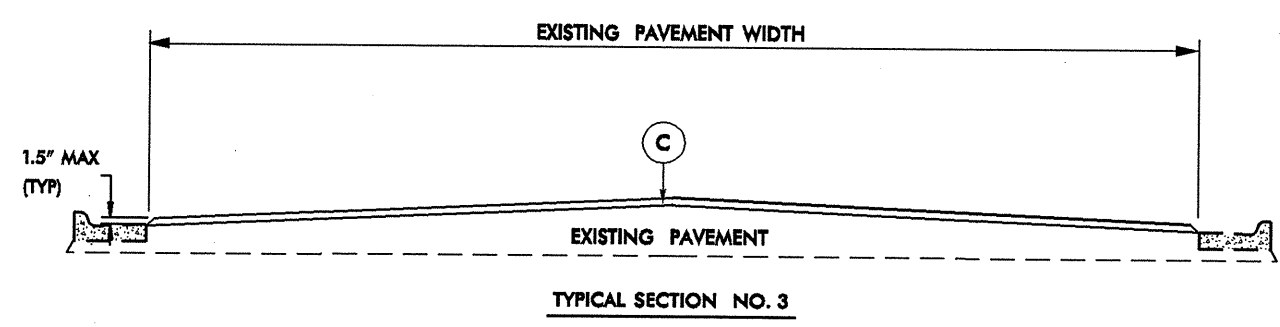 EXISTING PAVEMENT WIDTH
C
1.5" MAX
(TYP)
EXISTING PAVEMENT
TYPICAL SECTION NO. 3